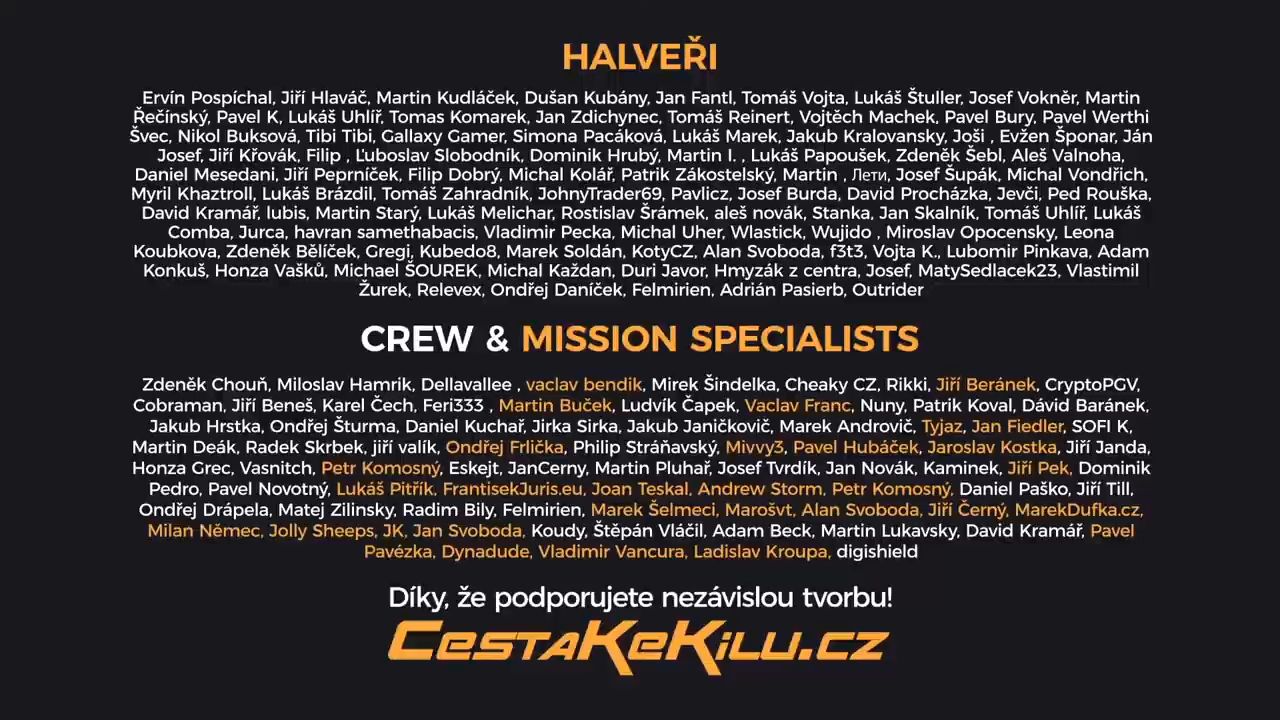 HALVEŘI
Ervín Pospíchal, Jiří Hlaváč, Martin Kudláček, Dušan Kubány, Jan Fantl, Tomáš Vojta, Lukáš Štuller, Josef Vokněr, Martin
Řečínský, Pavel K, Lukáš Uhlíř, Tomas Komarek, Jan Zdichynec, Tomáš Reinert, Vojtěch Machek, Pavel Bury, Pavel Werthi
Švec, Nikol Buksová, Tibi Tibi, Gallaxy Gamer, Simona Pacáková, Lukáš Marek, Jakub Kralovansky, Joši , Evžen Šponar, Ján
Josef, Jiří Křovák, Filip , Ľuboslav Slobodník, Dominik Hrubý, Martin I. , Lukáš Papoušek, Zdeněk Šebl, Aleš Valnoha,
Daniel Mesedani, Jiří Peprníček, Filip Dobrý, Michal Kolář, Patrik Zákostelský, Martin , Лети, Josef Šupák, Michal Vondřich,
Myril Khaztroll, Lukáš Brázdil, Tomáš Zahradník, JohnyTrader69, Pavlicz, Josef Burda, David Procházka, Jevči, Ped Rouška,
David Kramář, lubis, Martin Starý, Lukáš Melichar, Rostislav Šrámek, aleš novák, Stanka, Jan Skalník, Tomáš Uhlíř, Lukáš
Comba, Jurca, havran samethabacis, Vladimir Pecka, Michal Uher, Wlastick, Wujido , Miroslav Opocensky, Leona
Koubkova, Zdeněk Bělíček, Gregi, Kubedo8, Marek Soldán, KotyCZ, Alan Svoboda, f3t3, Vojta K., Lubomir Pinkava, Adam
Konkuš, Honza Vašků, Michael ŠOUREK, Michal Každan, Duri Javor, Hmyzák z centra, Josef, MatySedlacek23, Vlastimil
Žurek, Relevex, Ondřej Daníček, Felmirien, Adrián Pasierb, Outrider
CREW & MISSION SPECIALISTS
Zdeněk Chouň, Miloslav Hamrik, Dellavallee , vaclav bendik, Mirek Šindelka, Cheaky CZ, Rikki, Jiří Beránek, CryptoPGV,
Cobraman, Jiří Beneš, Karel Čech, Feri333 , Martin Buček, Ludvík Čapek, Vaclav Franc, Nuny, Patrik Koval, Dávid Baránek,
Jakub Hrstka, Ondřej Šturma, Daniel Kuchař, Jirka Sirka, Jakub Janičkovič, Marek Androvič, Tyjaz, Jan Fiedler, SOFI K,
Martin Deák, Radek Skrbek, jiří valík, Ondřej Frlička, Philip Stráňavský, Mivvy3, Pavel Hubáček, Jaroslav Kostka, Jiří Janda,
Honza Grec, Vasnitch, Petr Komosný, Eskejt, JanCerny, Martin Pluhař, Josef Tvrdík, Jan Novák, Kaminek, Jiří Pek, Dominik
Pedro, Pavel Novotný, Lukáš Pitřík, FrantisekJuris.eu, Joan Teskal, Andrew Storm, Petr Komosný, Daniel Paško, Jiří Till,
Ondřej Drápela, Matej Zilinsky, Radim Bily, Felmirien, Marek Šelmeci, Marošvt, Alan Svoboda, Jiří Černý, MarekDufka.cz,
Milan Němec, Jolly Sheeps, JK, Jan Svoboda, Koudy, Štěpán Vláčil, Adam Beck, Martin Lukavsky, David Kramář, Pavel
Pavézka, Dynadude, Vladimir Vancura, Ladislav Kroupa, digishield
Díky, že podporujete nezávislou tvorbu!
CestaKeKilu.cz